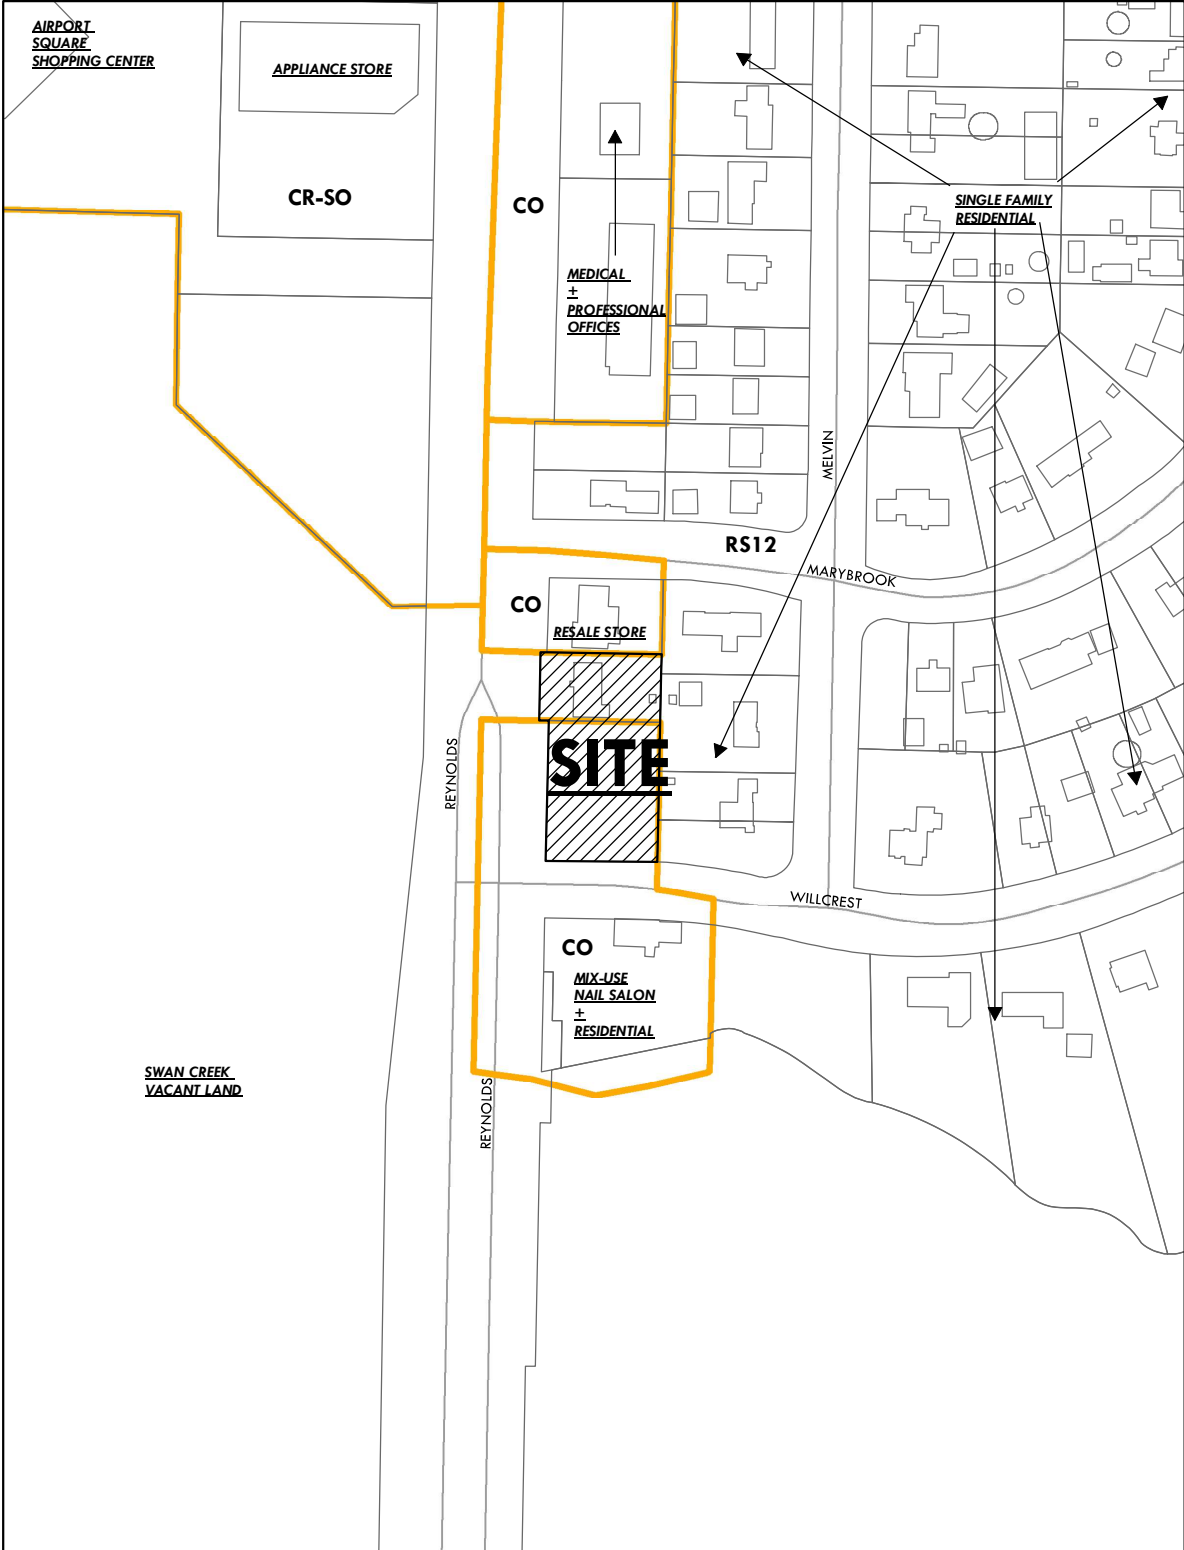 AIRPORT
SQUARE
SHOPPING CENTER
APPLIANCE STORE
CR-SO
CO
SINGLE FAMILY
RESIDENTIAL
MEDICAL
+
PROFESSIONAL
OFFICES
MELVIN
RS12
MARYBROOK
CO
RESALE STORE
REYNOLDS
SITE
WILLCREST
CO
MIX-USE
NAIL SALON
+
RESIDENTIAL
SWAN CREEK
VACANT LAND
REYNOLDS